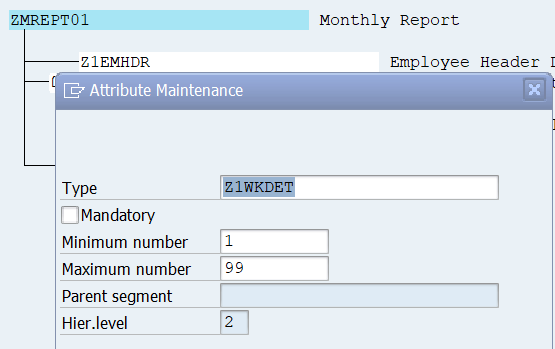 ZMREPT01 Monthly Report
Z1EMHDR Employee Header
Attribute Maintenance
Type Z1WKDET
Mandatory
Minimum number 1
Maximum number 99
Parent segment
Hier.level 2